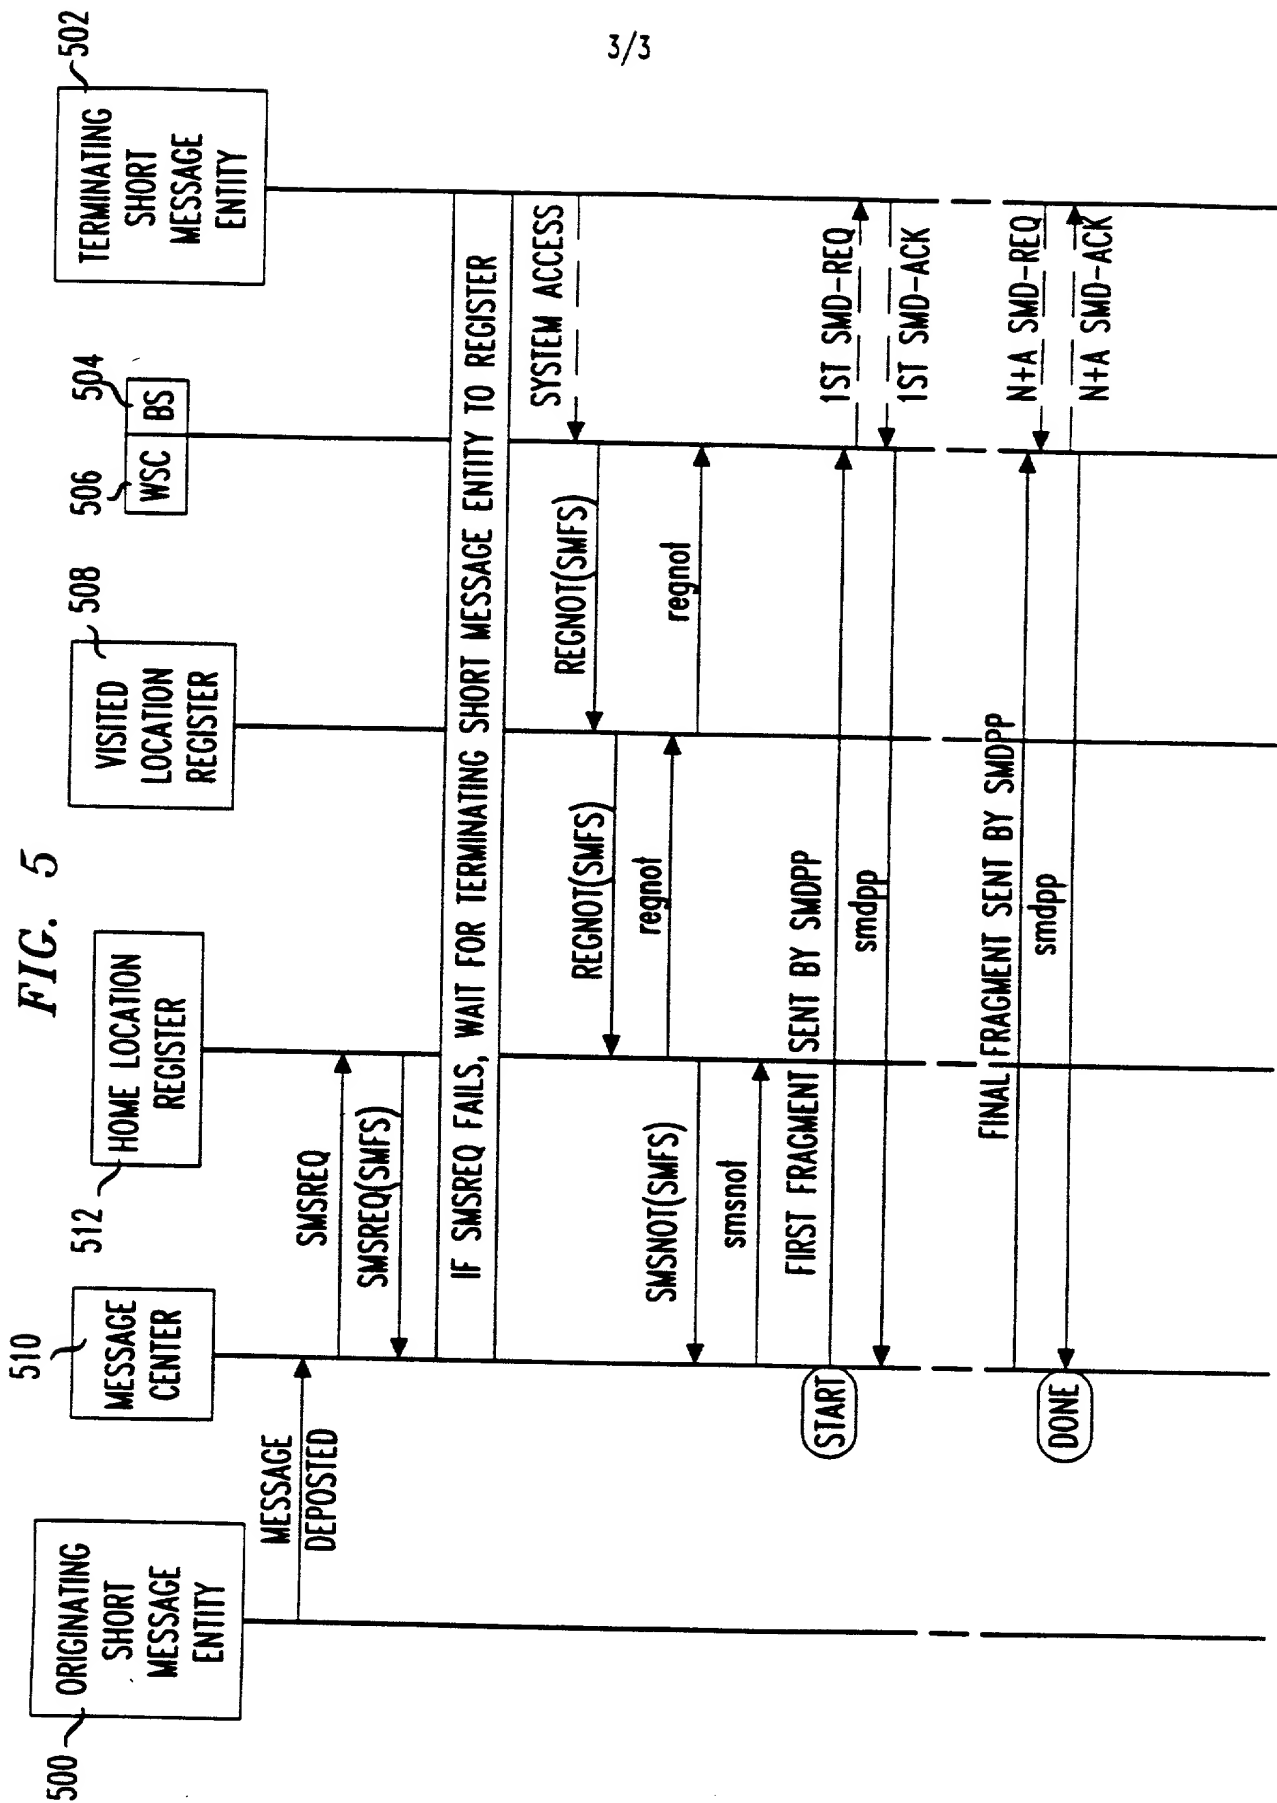 3/3
FIG. 5
500
ORIGINATING
SHORT
MESSAGE
ENTITY
510
MESSAGE
CENTER
512
HOME LOCATION
REGISTER
508
VISITED
LOCATION
REGISTER
506
WSC
504
BS
502
TERMINATING
SHORT
MESSAGE
ENTITY
MESSAGE
DEPOSTED
SMSREQ
SMSREQ(SMFS)
IF SMSREQ FAILS, WAIT FOR TERMINATING SHORT MESSAGE ENTITY TO REGISTER
SYSTEM ACCESS
REGNOT(SMFS)
REGNOT(SMFS)
regnot
regnot
SMSNOT(SMFS)
smsnot
FIRST FRAGMENT SENT BY SMDPP
START
1ST SMD-REQ
smdpp
1ST SMD-ACK
FINAL FRAGMENT SENT BY SMDPP
N+A SMD-REQ
smdpp
DONE
N+A SMD-ACK